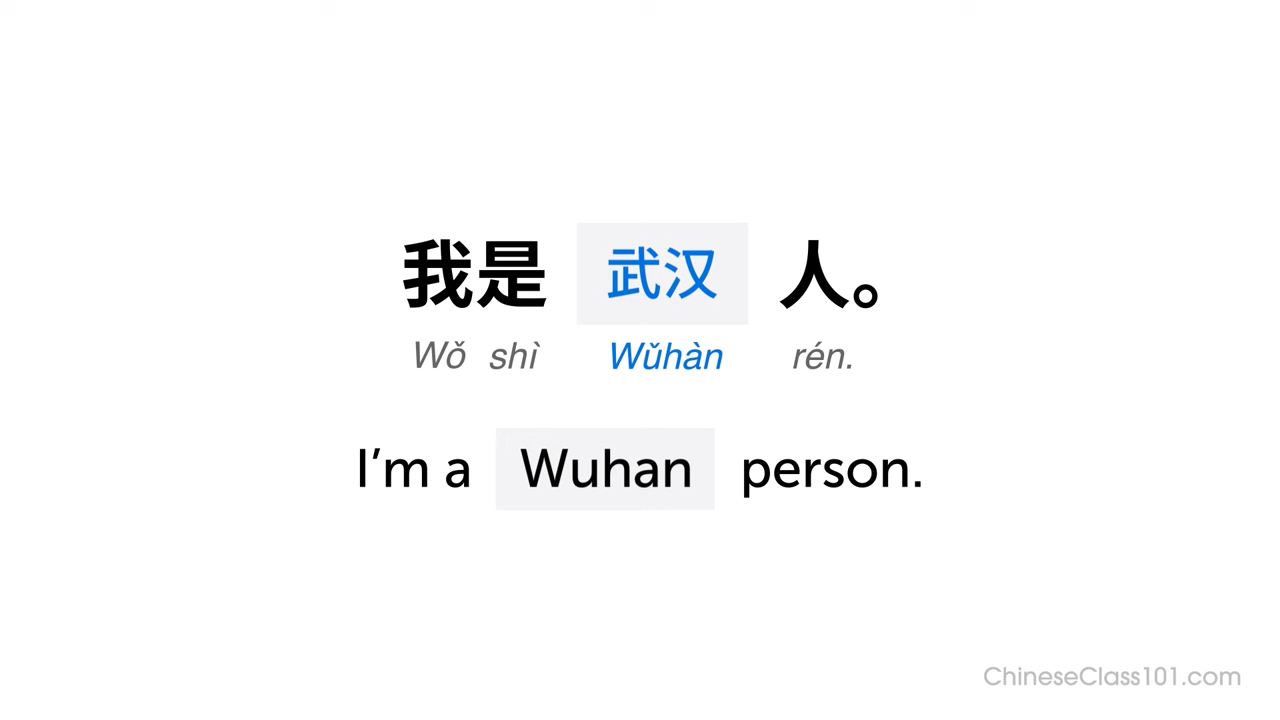 我是 武汉 人。
Wǒ shì Wǔhàn rén.
I'm a Wuhan person.
ChineseClass101.com